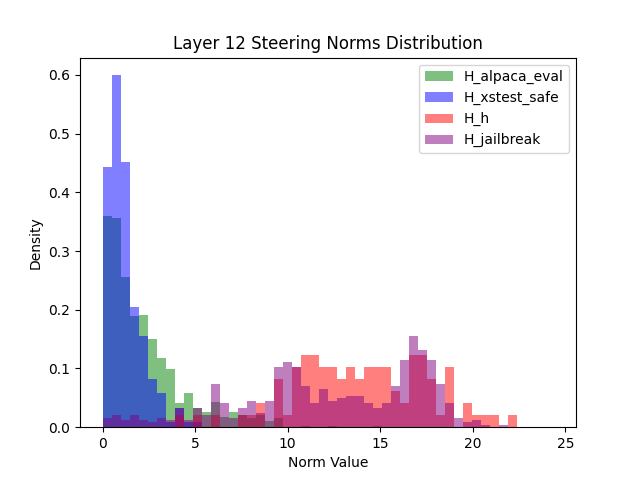 Layer 12 Steering Norms Distribution
H_alpaca_eval
H_xstest_safe
H_h
H_jailbreak
0.6
0.5
0.4
0.3
0.2
0.1
0.0
Density
0 5 10 15 20 25
Norm Value